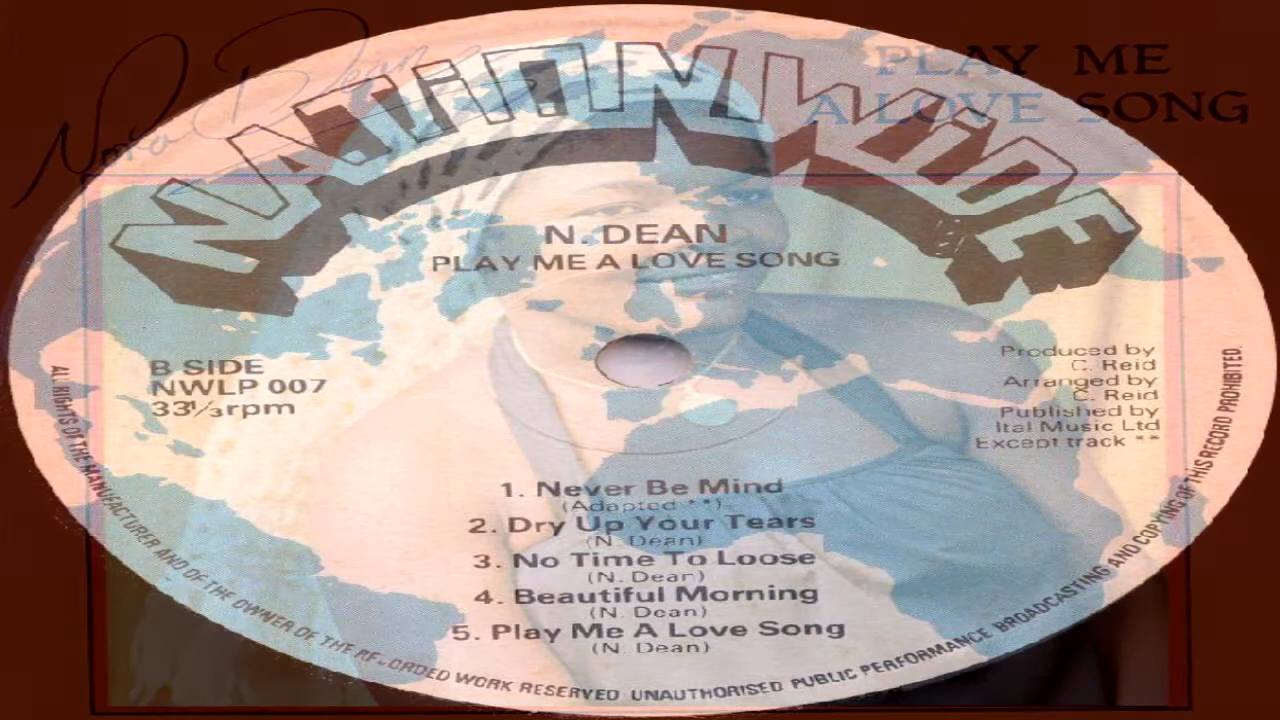 Nora Dean
PLAY ME
A LOVE SONG
NATION WIDE
N. DEAN
PLAY ME A LOVE SONG
B SIDE
NWLP 007
33⅓rpm
Produced by
C. Reid
Arranged by
C. Reid
Published by
Ital Music Ltd
Except track **
1. Never Be Mind
(Adapted **)
2. Dry Up Your Tears
(N. Dean)
3. No Time To Loose
(N. Dean)
4. Beautiful Morning
(N. Dean)
5. Play Me A Love Song
(N. Dean)
ALL RIGHTS OF THE MANUFACTURER AND OF THE OWNER OF THE RECORDED WORK RESERVED UNAUTHORISED PUBLIC PERFORMANCE BROADCASTING AND COPYING OF THIS RECORD PROHIBITED.